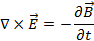 ∇ × E⃗ = −∂B⃗/∂t